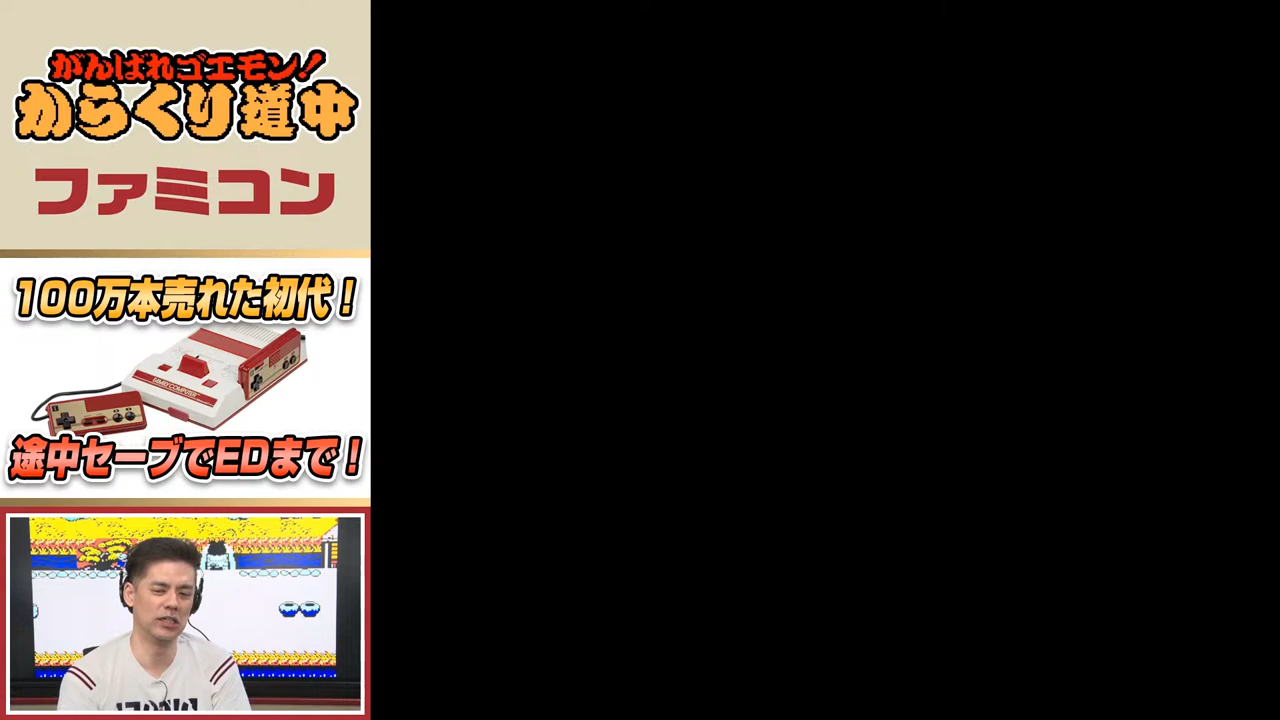 がんばれゴエモン!
からくり道中
ファミコン
100万本売れた初代!
FAMILY COMPUTER
途中セーブでEDまで!